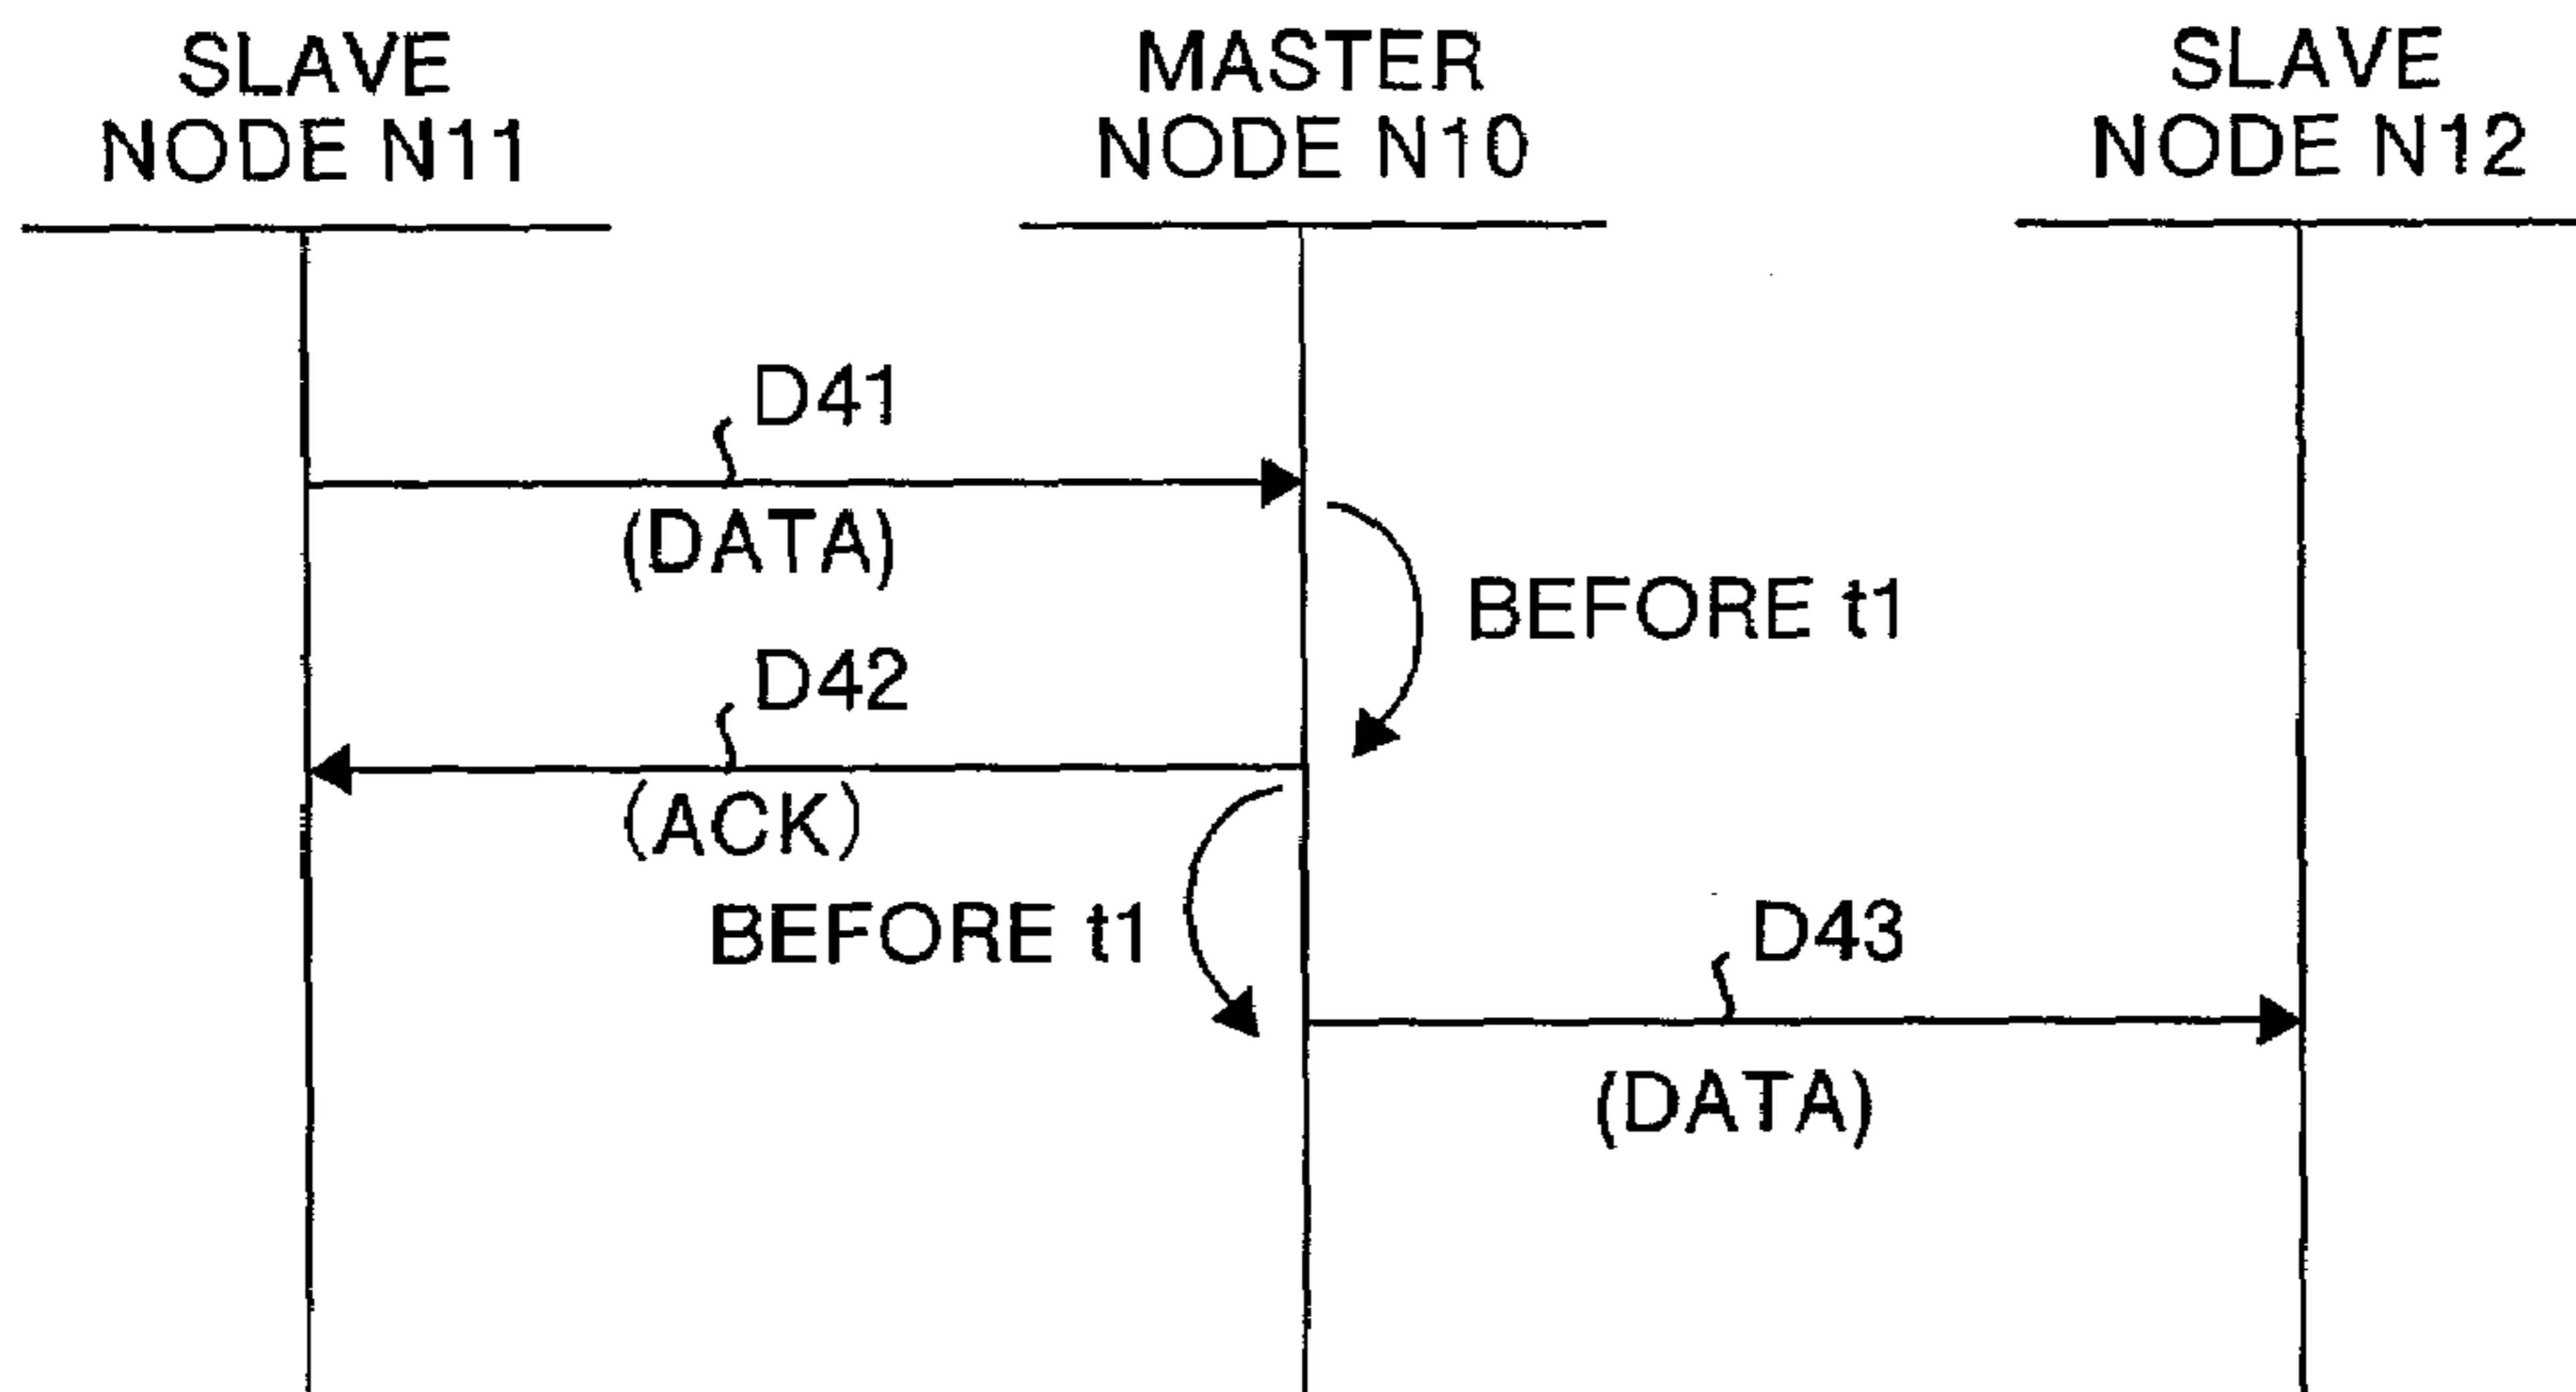 SLAVE
NODE N11
MASTER
NODE N10
SLAVE
NODE N12
D41
(DATA)
BEFORE t1
D42
(ACK)
BEFORE t1
D43
(DATA)